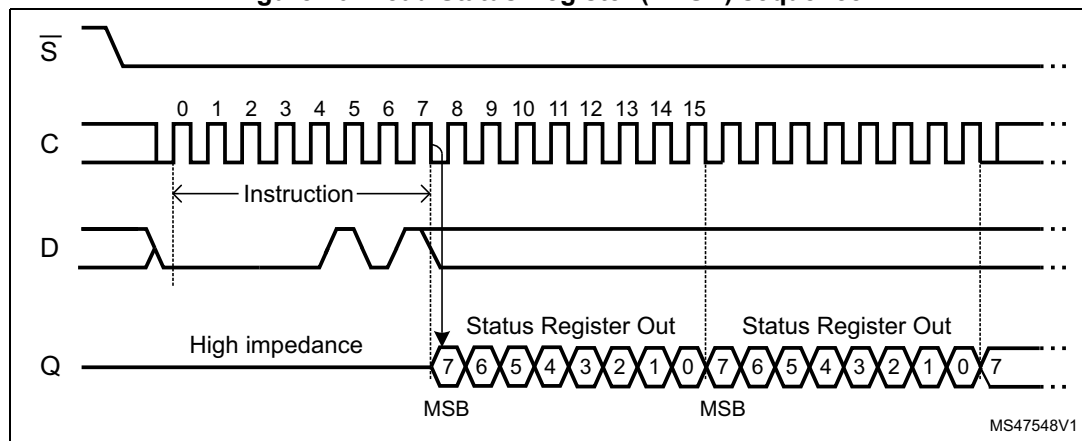 S
0 1 2 3 4 5 6 7 8 9 10 11 12 13 14 15
C
Instruction
D
High impedance
Status Register Out
Status Register Out
Q
7 6 5 4 3 2 1 0 7 6 5 4 3 2 1 0 7
MSB
MSB
MS47548V1